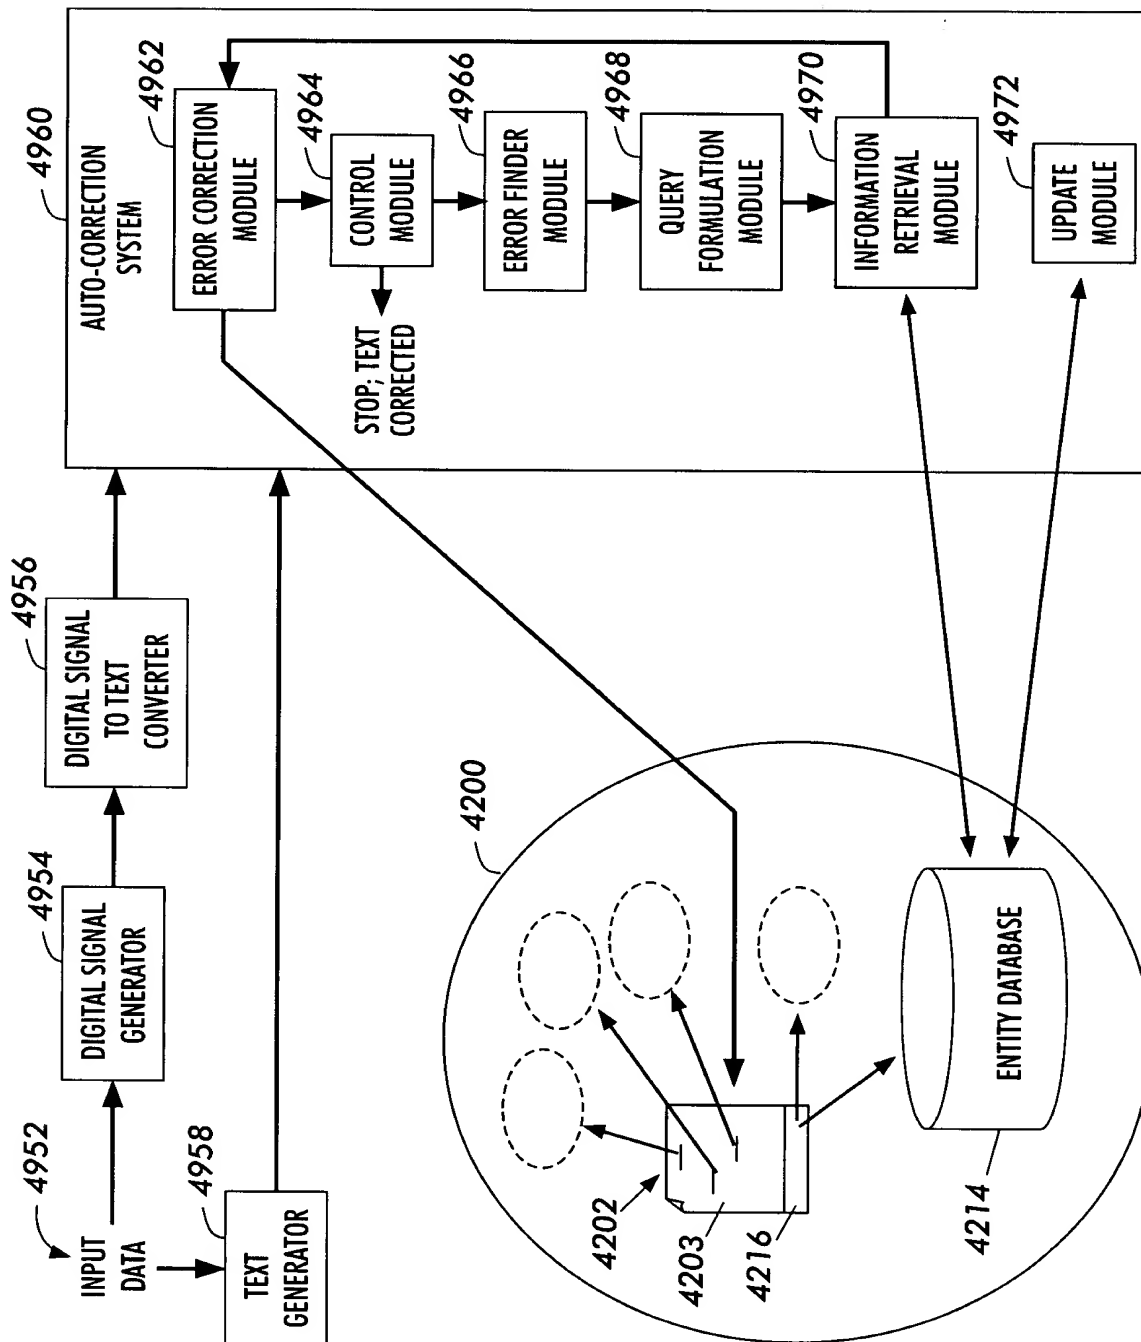 4952
INPUT
DATA
4954
DIGITAL SIGNAL
GENERATOR
4956
DIGITAL SIGNAL
TO TEXT
CONVERTER
4958
TEXT
GENERATOR
4960
AUTO-CORRECTION
SYSTEM
4962
ERROR CORRECTION
MODULE
4964
CONTROL
MODULE
STOP; TEXT
CORRECTED
4966
ERROR FINDER
MODULE
4968
QUERY
FORMULATION
MODULE
4970
INFORMATION
RETRIEVAL
MODULE
4972
UPDATE
MODULE
4200
4202
4203
4216
ENTITY DATABASE
4214